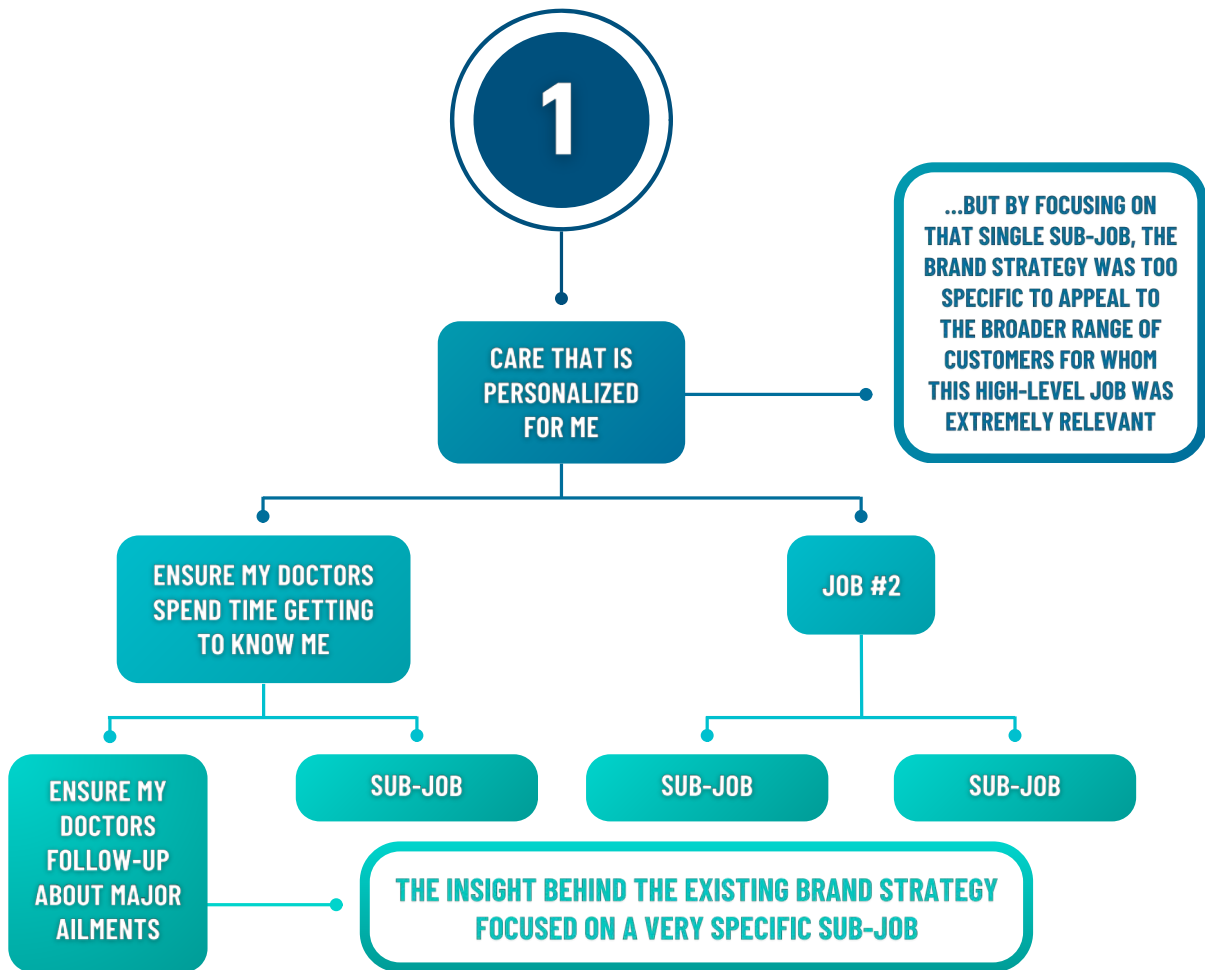 1
CARE THAT IS
PERSONALIZED
FOR ME
...BUT BY FOCUSING ON
THAT SINGLE SUB-JOB, THE
BRAND STRATEGY WAS TOO
SPECIFIC TO APPEAL TO
THE BROADER RANGE OF
CUSTOMERS FOR WHOM
THIS HIGH-LEVEL JOB WAS
EXTREMELY RELEVANT
ENSURE MY DOCTORS
SPEND TIME GETTING
TO KNOW ME
JOB #2
ENSURE MY
DOCTORS
FOLLOW-UP
ABOUT MAJOR
AILMENTS
SUB-JOB
SUB-JOB
SUB-JOB
THE INSIGHT BEHIND THE EXISTING BRAND STRATEGY
FOCUSED ON A VERY SPECIFIC SUB-JOB